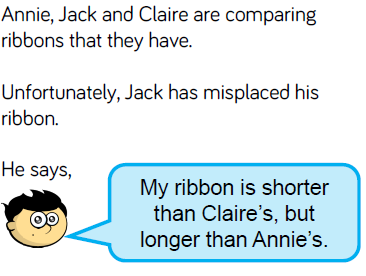 Annie, Jack and Claire are comparing
ribbons that they have.
Unfortunately, Jack has misplaced his
ribbon.
He says,
My ribbon is shorter
than Claire's, but
longer than Annie's.